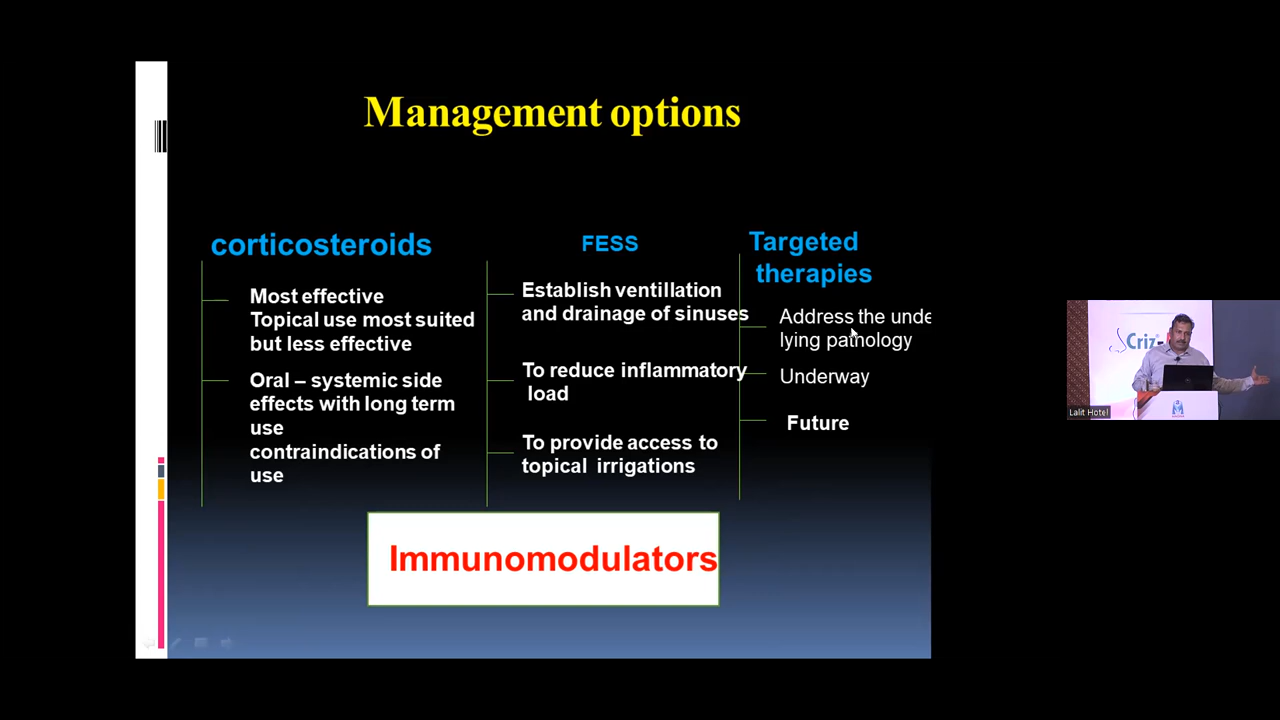 Management options
corticosteroids
Most effective
Topical use most suited
but less effective
Oral – systemic side
effects with long term
use
contraindications of
use
FESS
Establish ventillation
and drainage of sinuses
To reduce inflammatory
load
To provide access to
topical irrigations
Targeted
therapies
Address the unde
lying pathology
Underway
Future
Immunomodulators
Criz-
Lalit Hotel